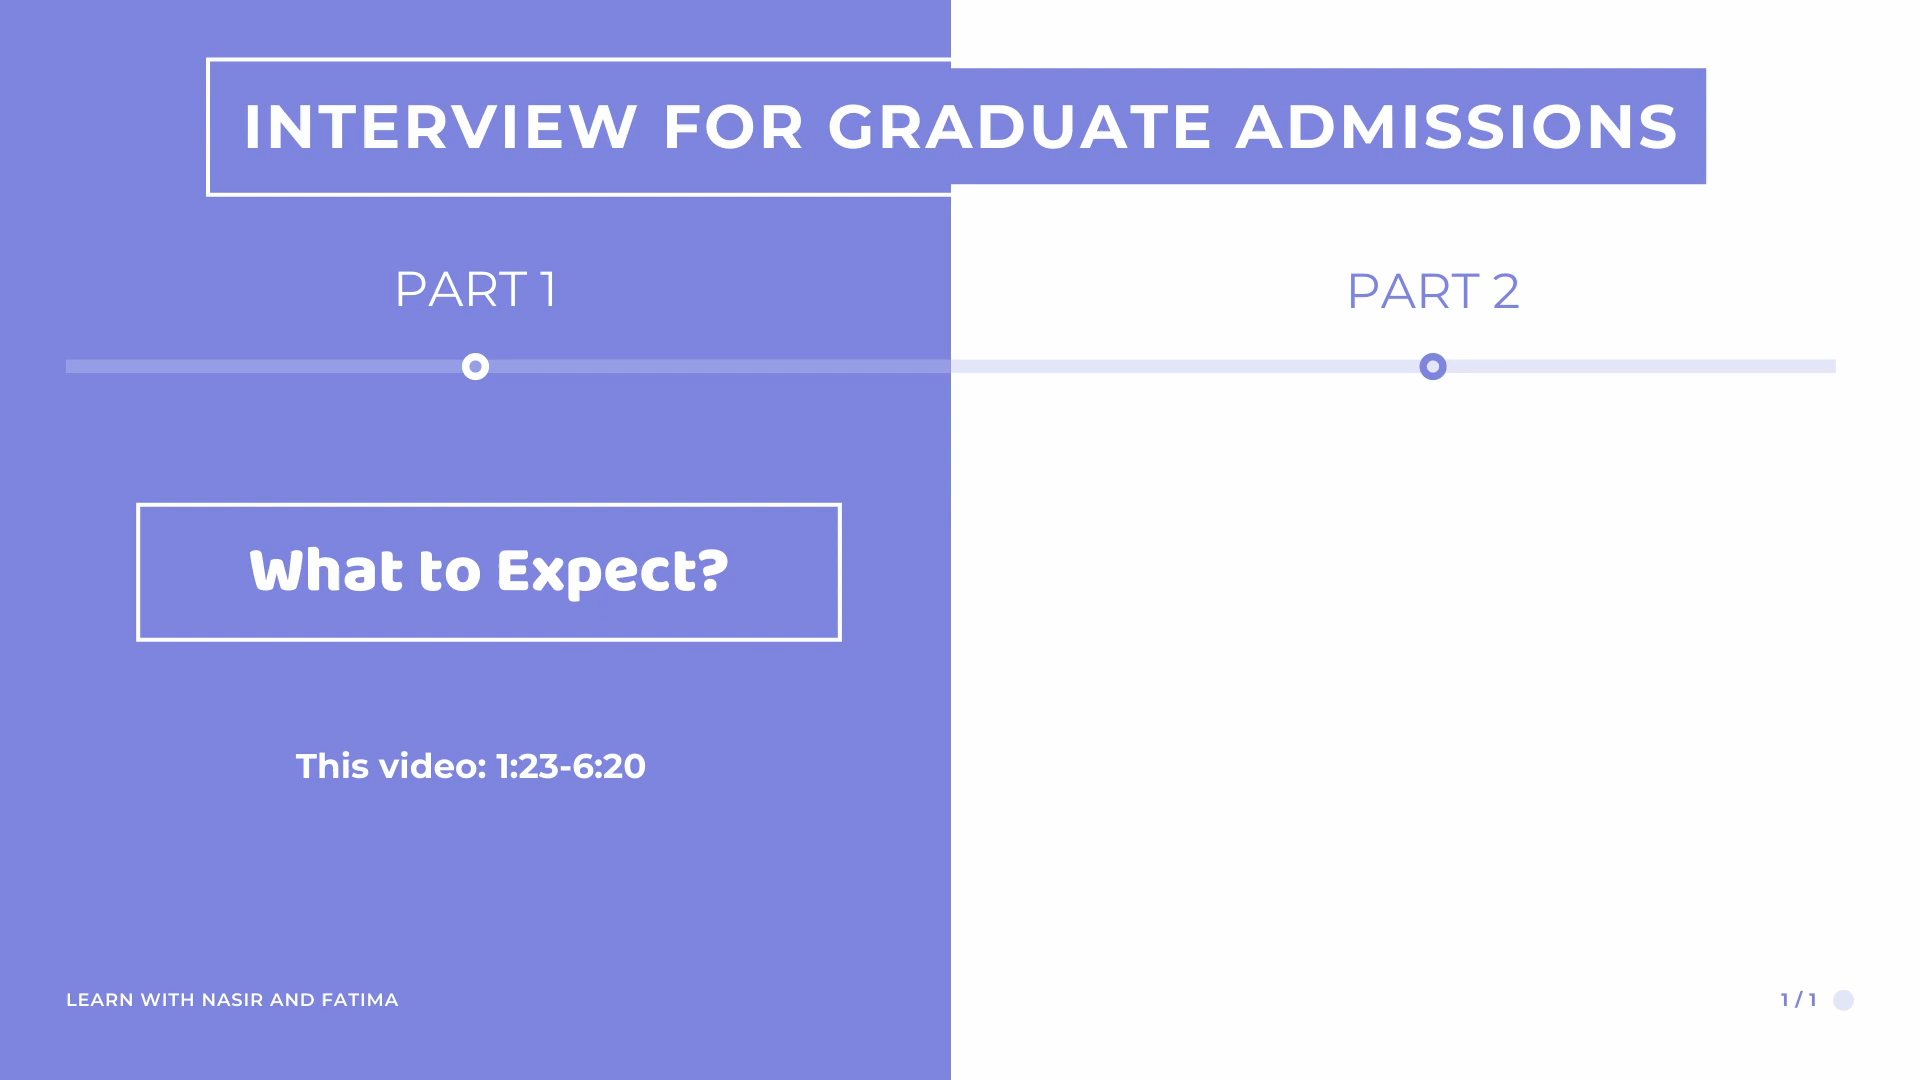 INTERVIEW FOR GRADUATE ADMISSIONS
PART 1
PART 2
What to Expect?
This video: 1:23-6:20
LEARN WITH NASIR AND FATIMA
1 / 1